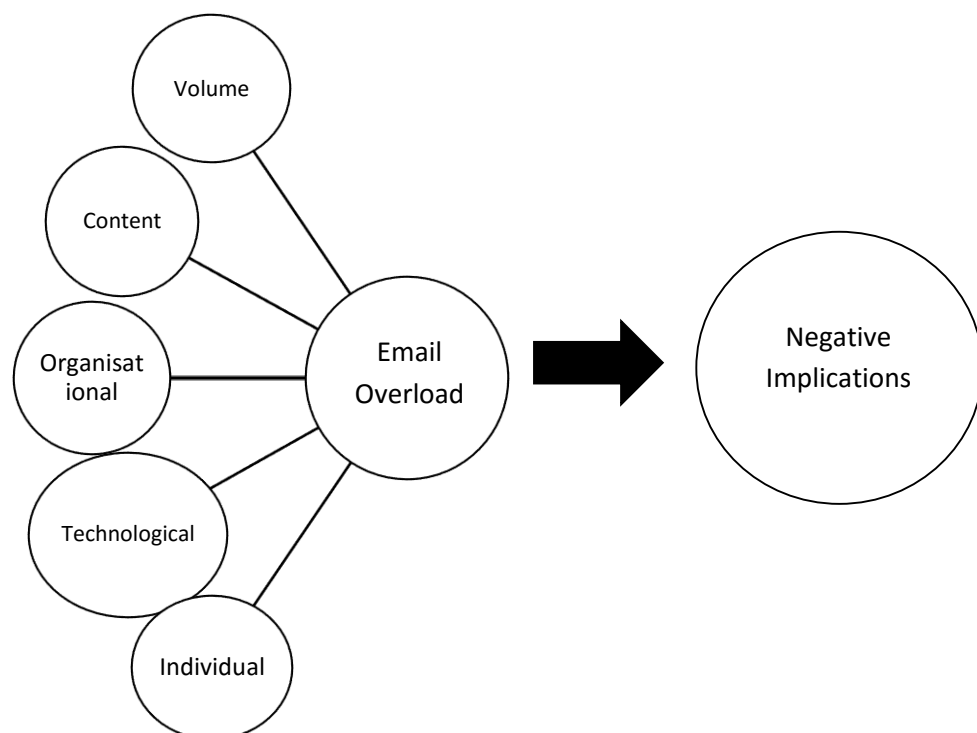 Volume
Content
Organisat
ional
Technological
Individual
Email
Overload
Negative
Implications